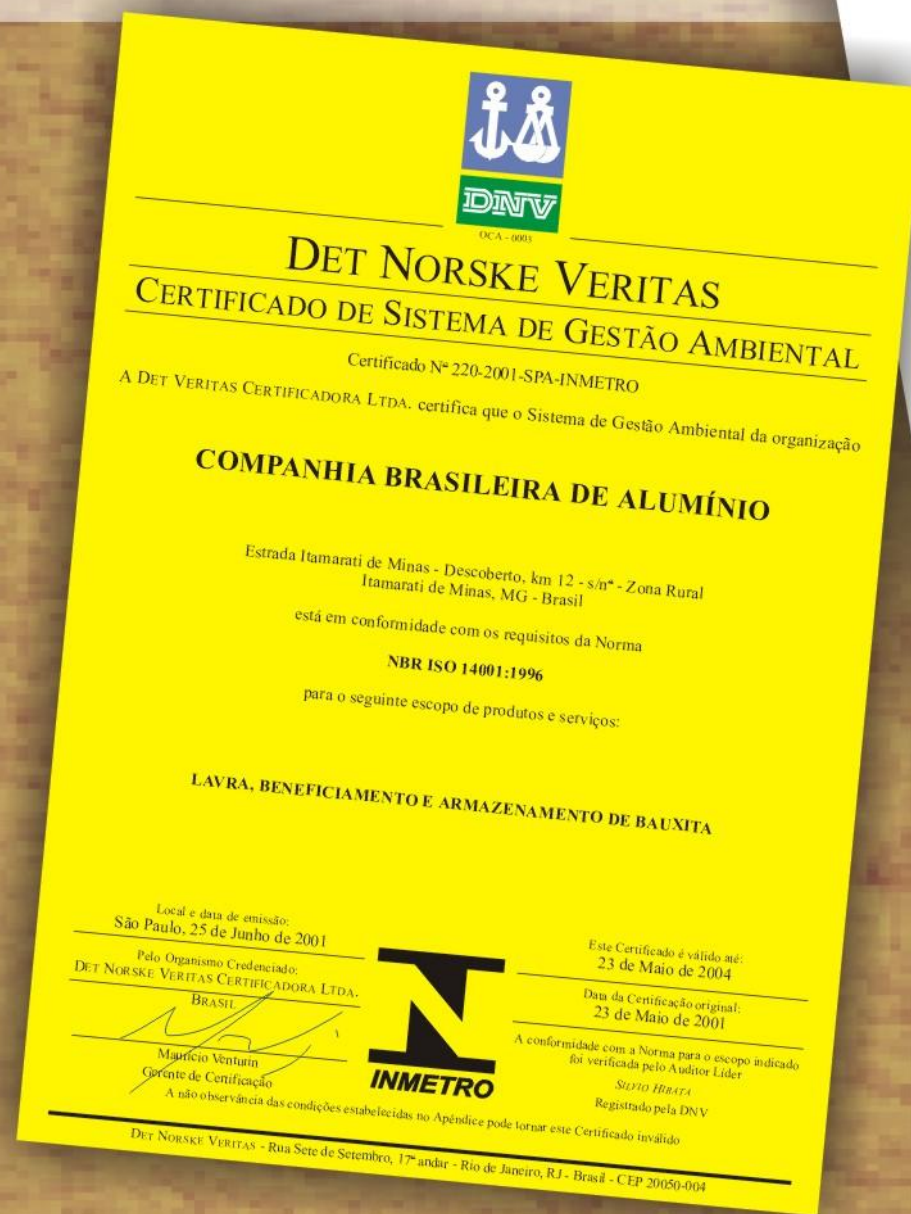 DNV
OCA - 0003
DET NORSKE VERITAS
CERTIFICADO DE SISTEMA DE GESTÃO AMBIENTAL
Certificado Nº 220-2001-SPA-INMETRO
A DET VERITAS CERTIFICADORA LTDA. certifica que o Sistema de Gestão Ambiental da organização
COMPANHIA BRASILEIRA DE ALUMÍNIO
Estrada Itamarati de Minas - Descoberto, km 12 - s/nº - Zona Rural
Itamarati de Minas, MG - Brasil
está em conformidade com os requisitos da Norma
NBR ISO 14001:1996
para o seguinte escopo de produtos e serviços:
LAVRA, BENEFICIAMENTO E ARMAZENAMENTO DE BAUXITA
Local e data de emissão:
São Paulo, 25 de Junho de 2001
Pelo Organismo Credenciado:
DET NORSKE VERITAS CERTIFICADORA LTDA.
BRASIL
Maurício Venturin
Gerente de Certificação
INMETRO
Este Certificado é válido até:
23 de Maio de 2004
Data da Certificação original:
23 de Maio de 2001
A conformidade com a Norma para o escopo indicado
foi verificada pelo Auditor Líder
SILVIO HIRATA
Registrado pela DNV
A não observância das condições estabelecidas no Apêndice pode tornar este Certificado inválido
DET NORSKE VERITAS - Rua Sete de Setembro, 17º andar - Rio de Janeiro, RJ - Brasil - CEP 20050-004